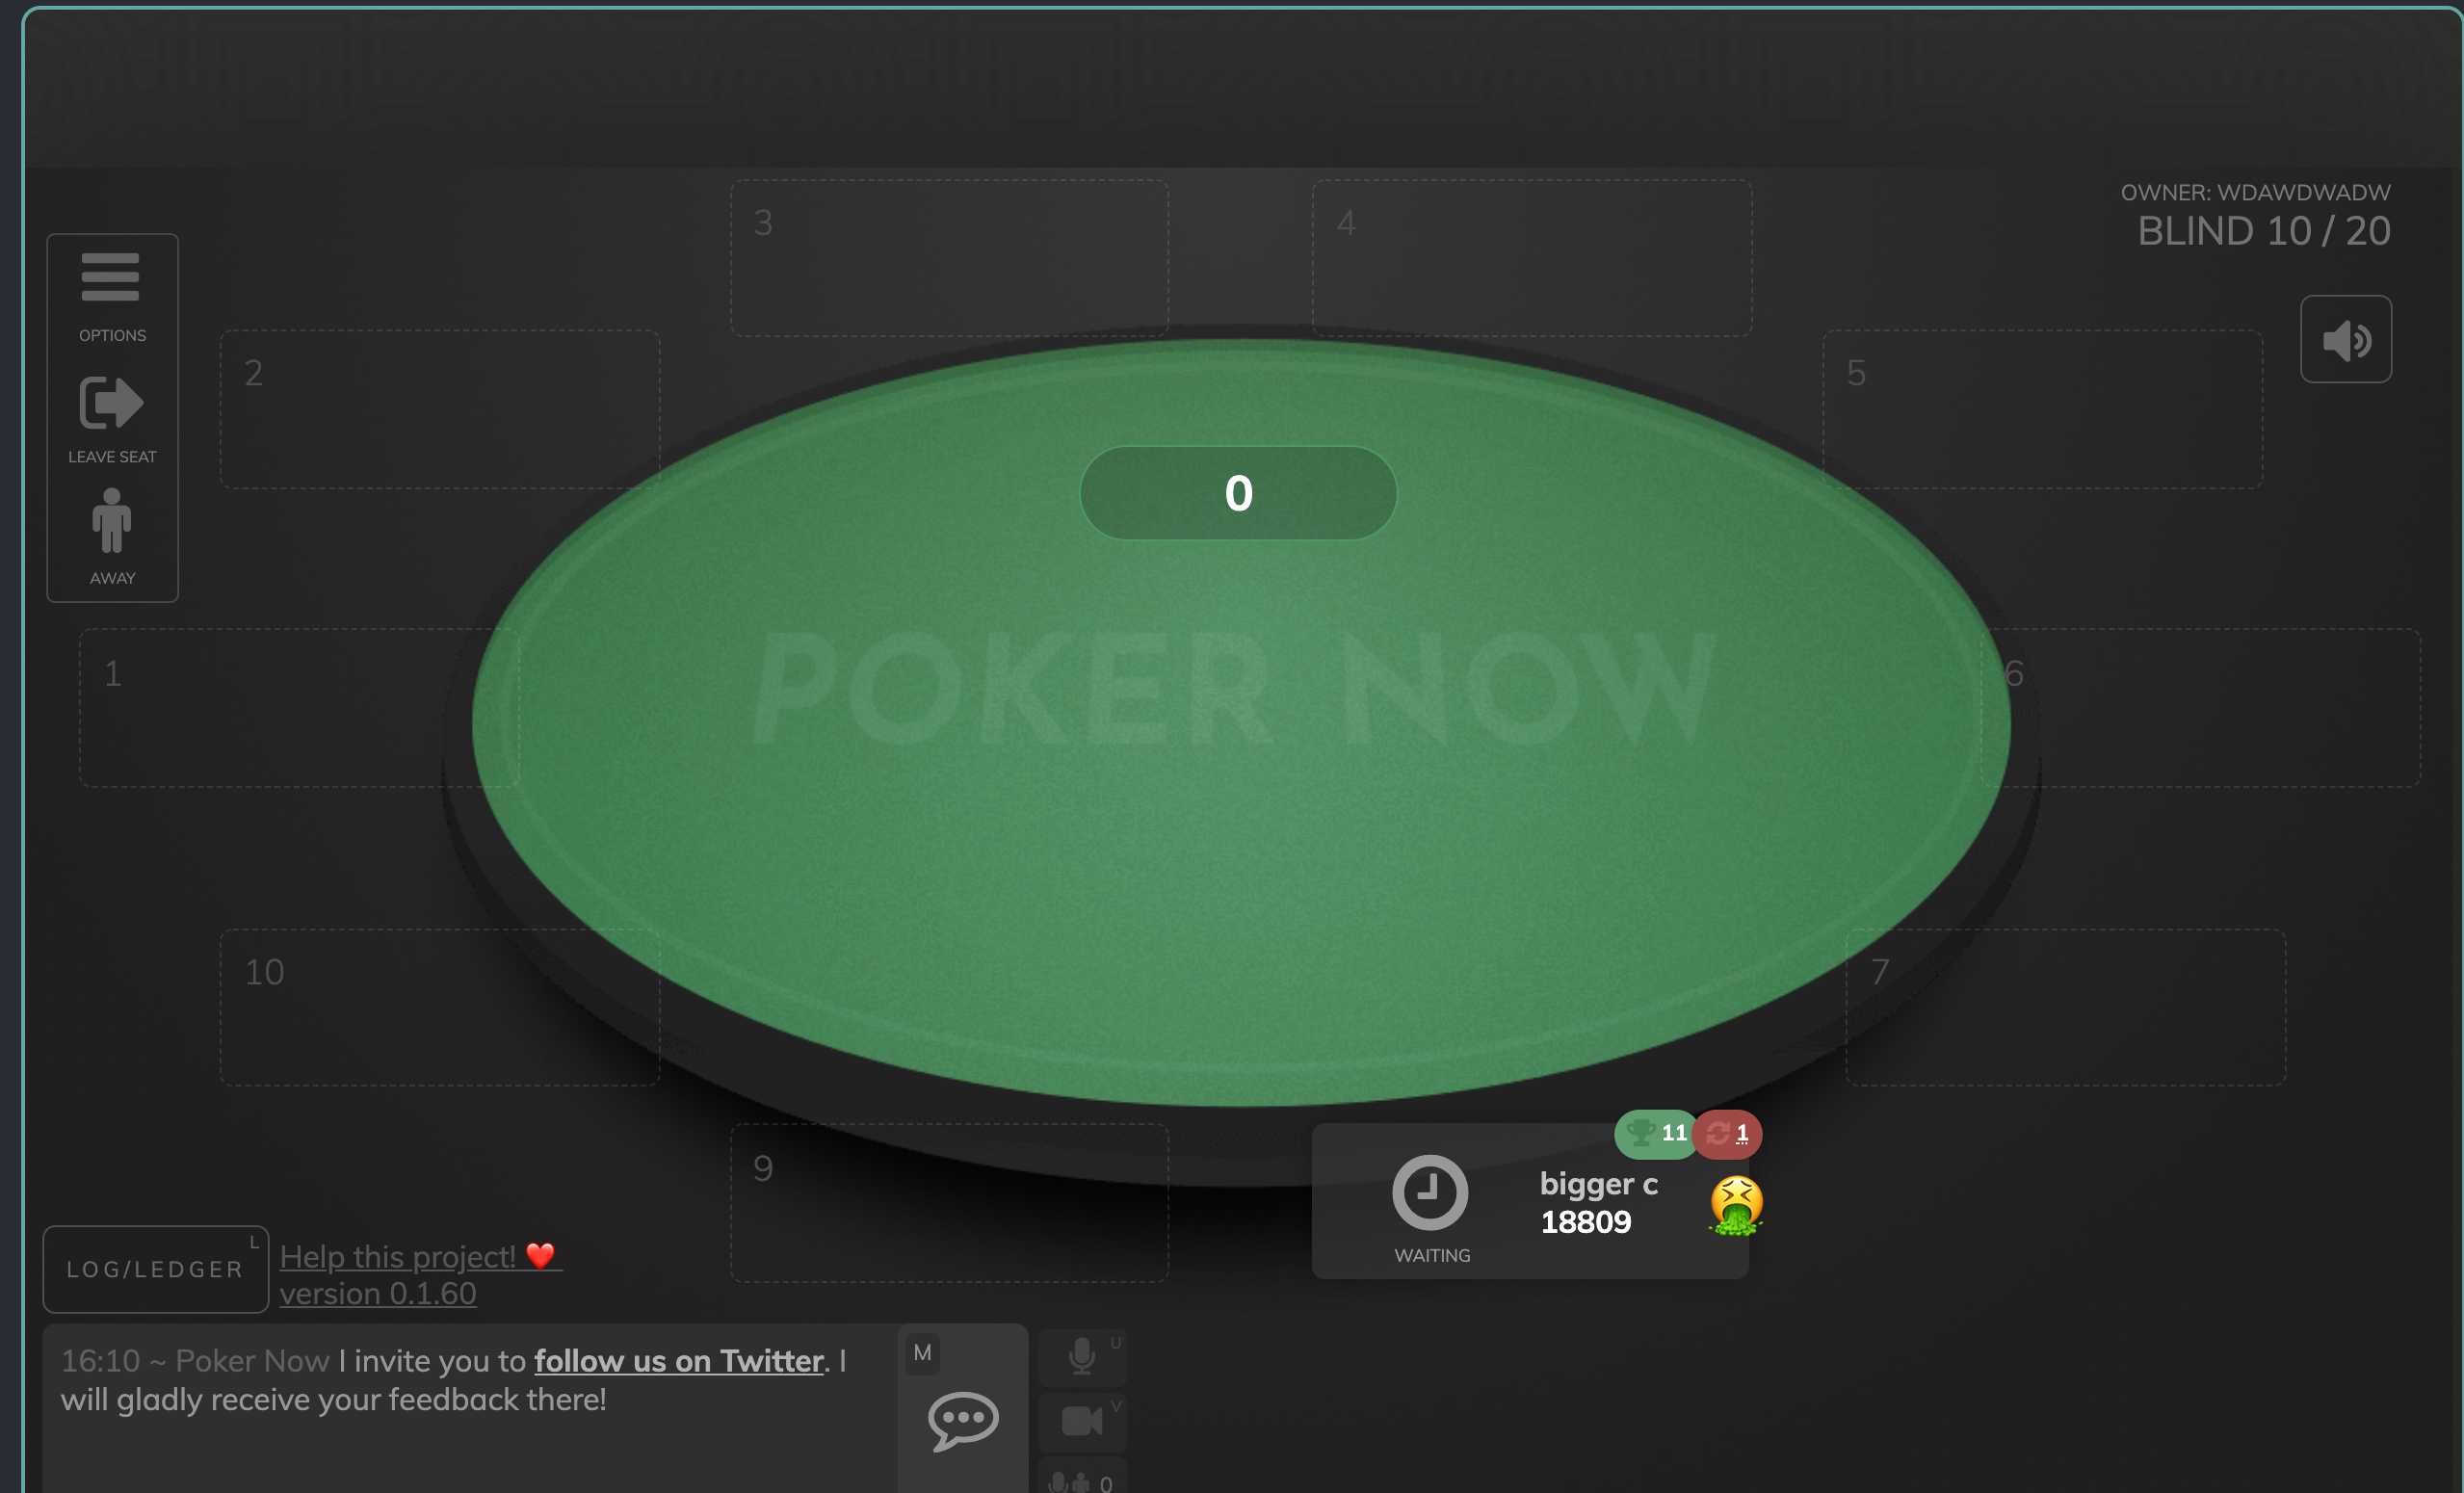 OWNER: WDAWDWADW
BLIND 10 / 20
3
4
OPTIONS
2
5
LEAVE SEAT
0
AWAY
POKER NOW
1
6
10
7
11
1
9
bigger c
18809
WAITING
LOG/LEDGER
L
Help this project! ❤️
version 0.1.60
16:10 ~ Poker Now I invite you to follow us on Twitter. I
will gladly receive your feedback there!
M
U
V
0